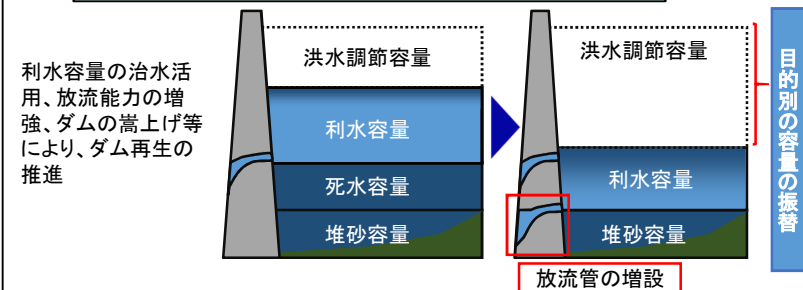 利水容量の治水活
用、放流能力の増
強、ダムの嵩上げ等
により、ダム再生の
推進
洪水調節容量
利水容量
死水容量
堆砂容量
洪水調節容量
利水容量
堆砂容量
放流管の増設
目的別の容量の振替